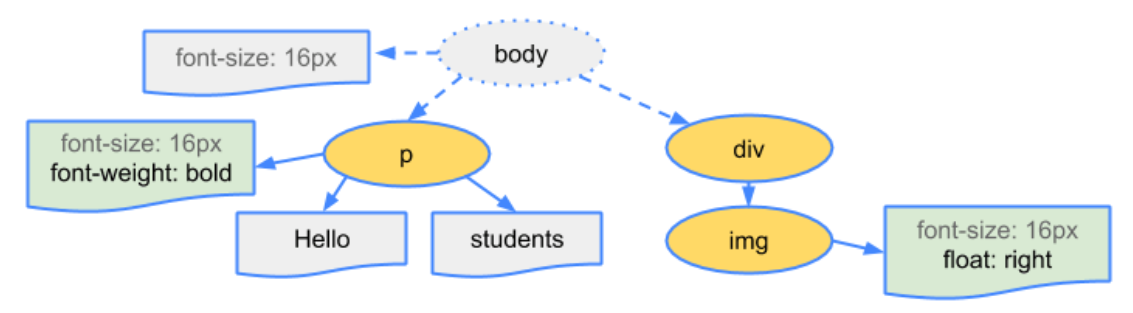 body
font-size: 16px
font-size: 16px
font-weight: bold
p
div
Hello
students
img
font-size: 16px
float: right